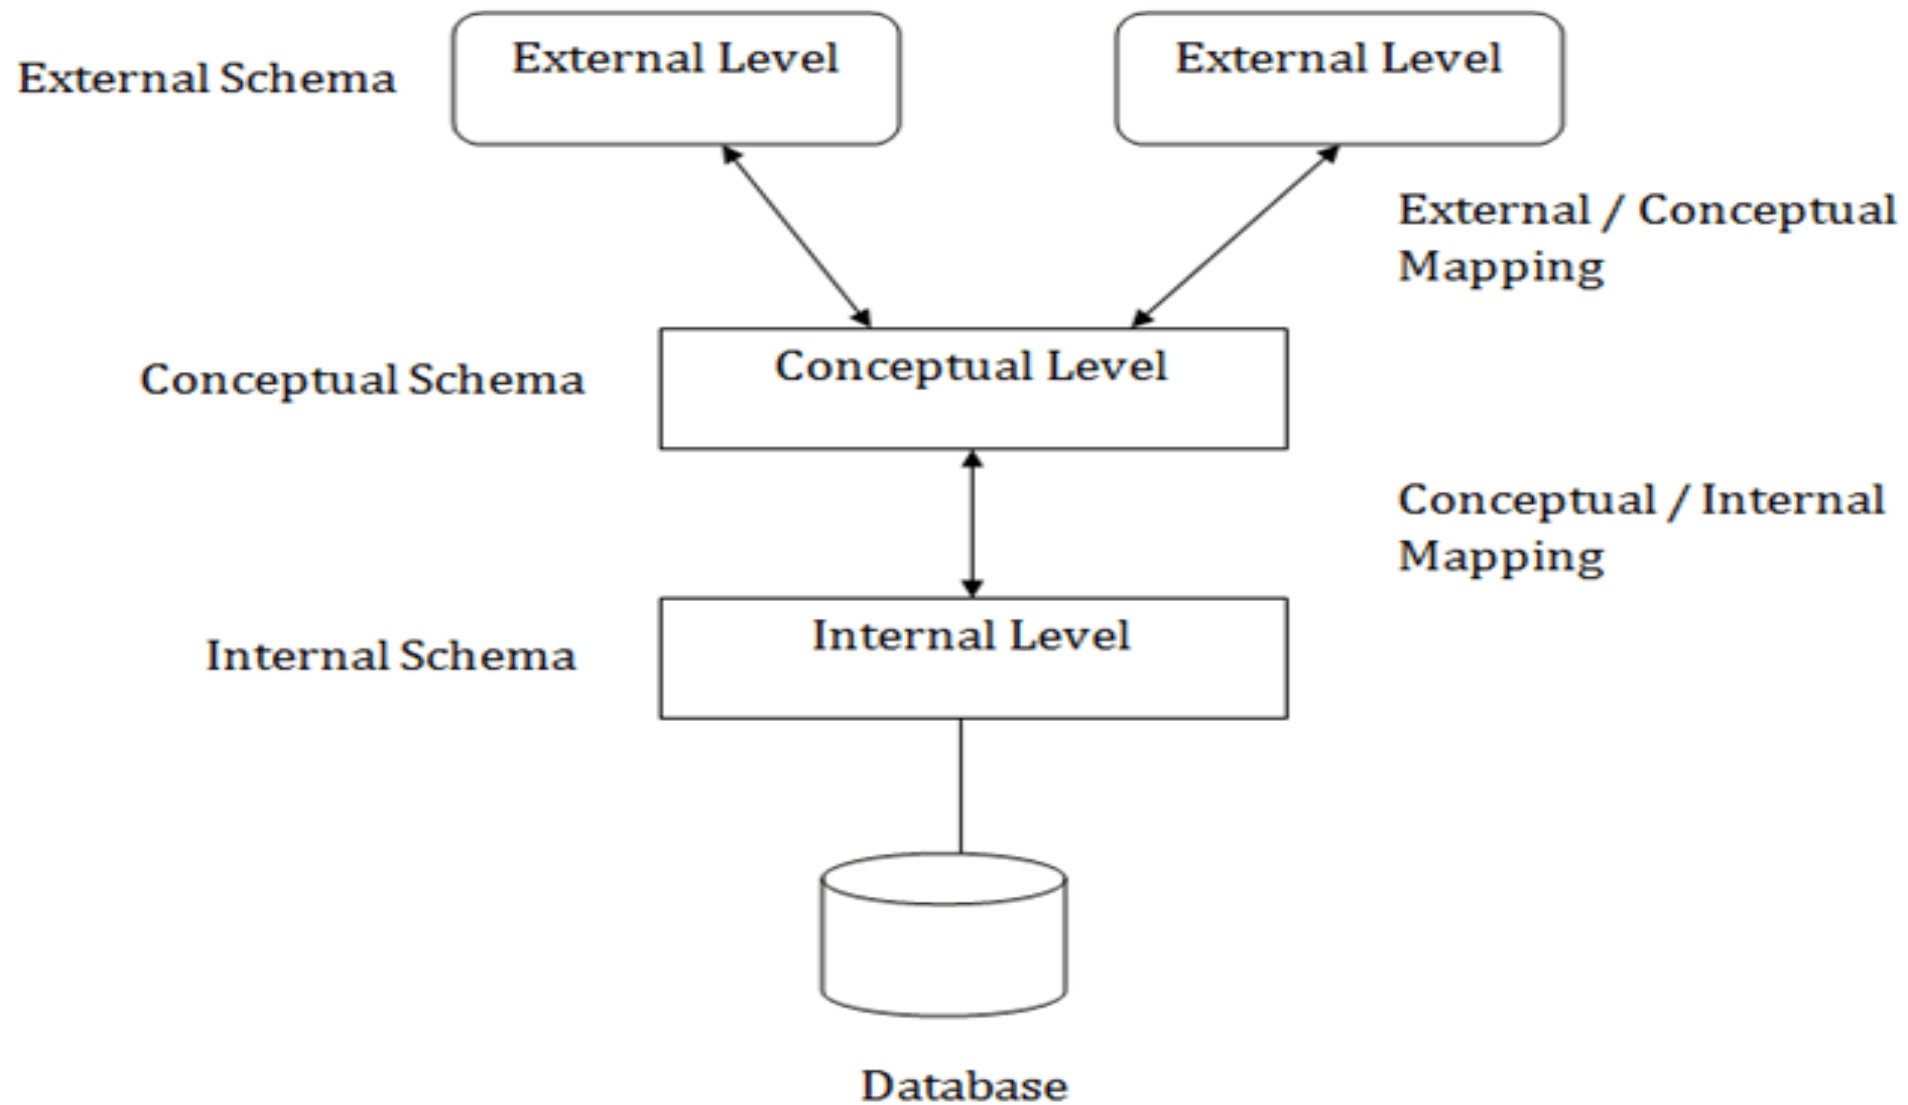 External Schema
External Level
External Level
External / Conceptual
Mapping
Conceptual Schema
Conceptual Level
Conceptual / Internal
Mapping
Internal Schema
Internal Level
Database